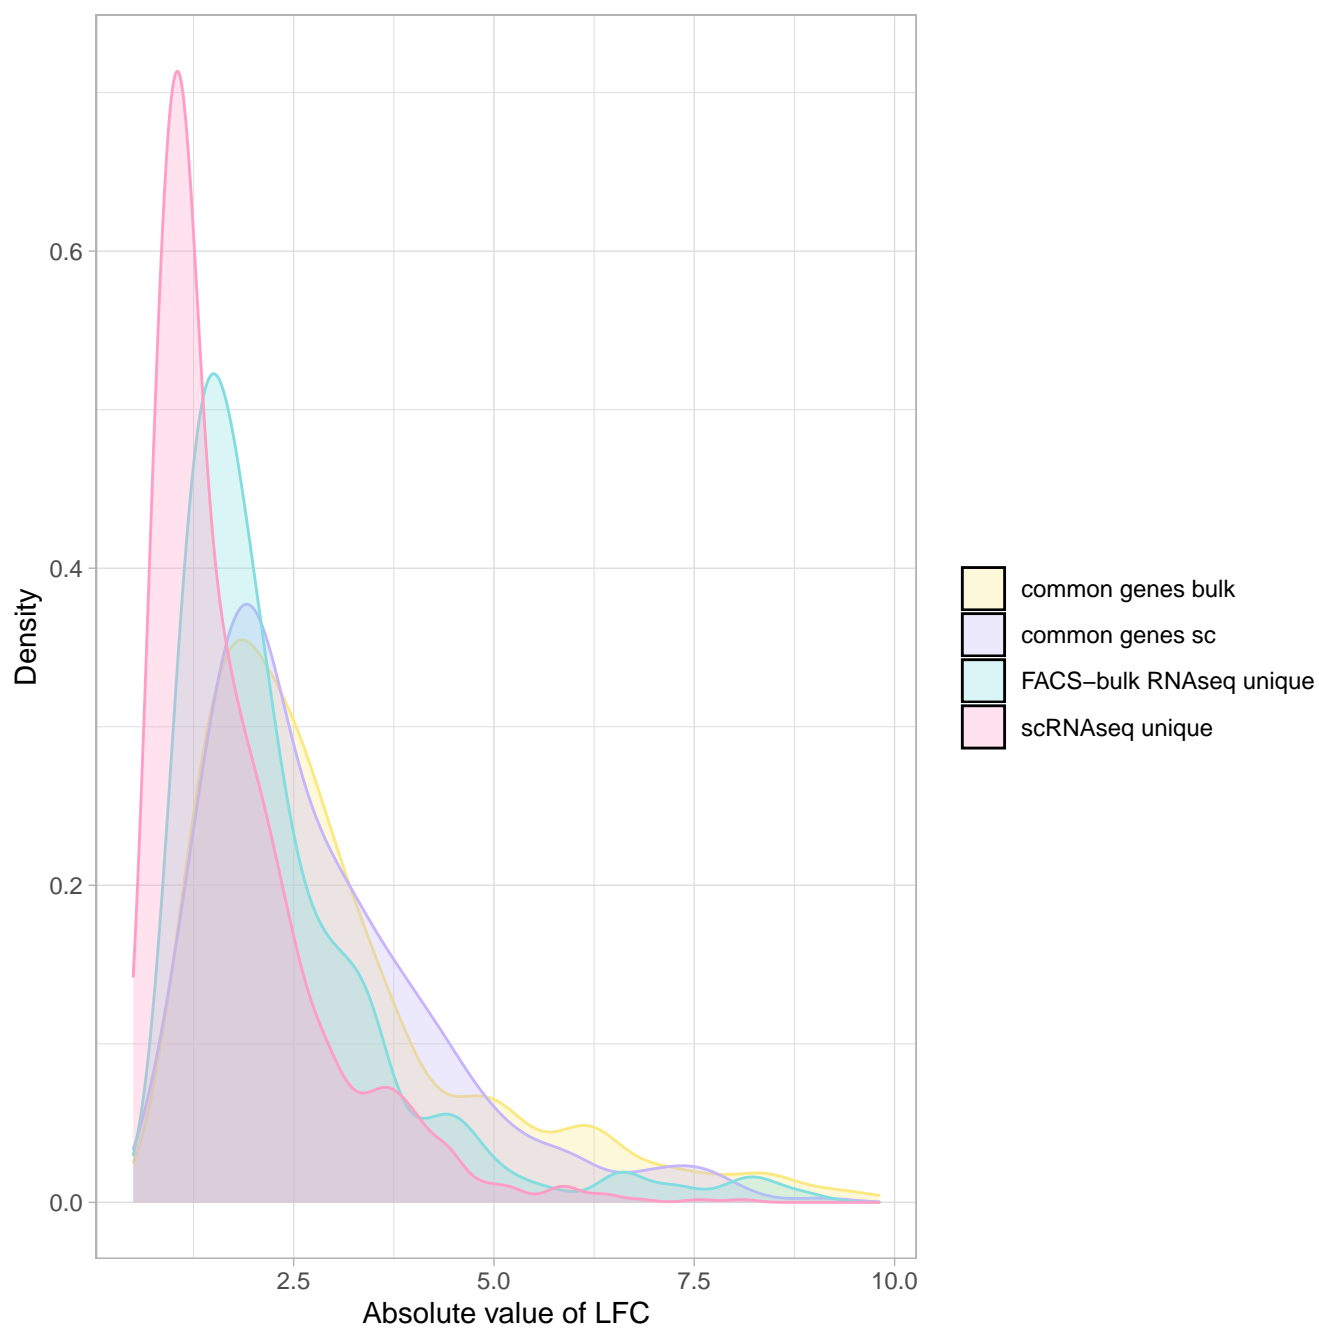 Density
0.6
0.4
0.2
0.0
2.5
5.0
7.5
10.0
Absolute value of LFC
common genes bulk
common genes sc
FACS−bulk RNAseq unique
scRNAseq unique